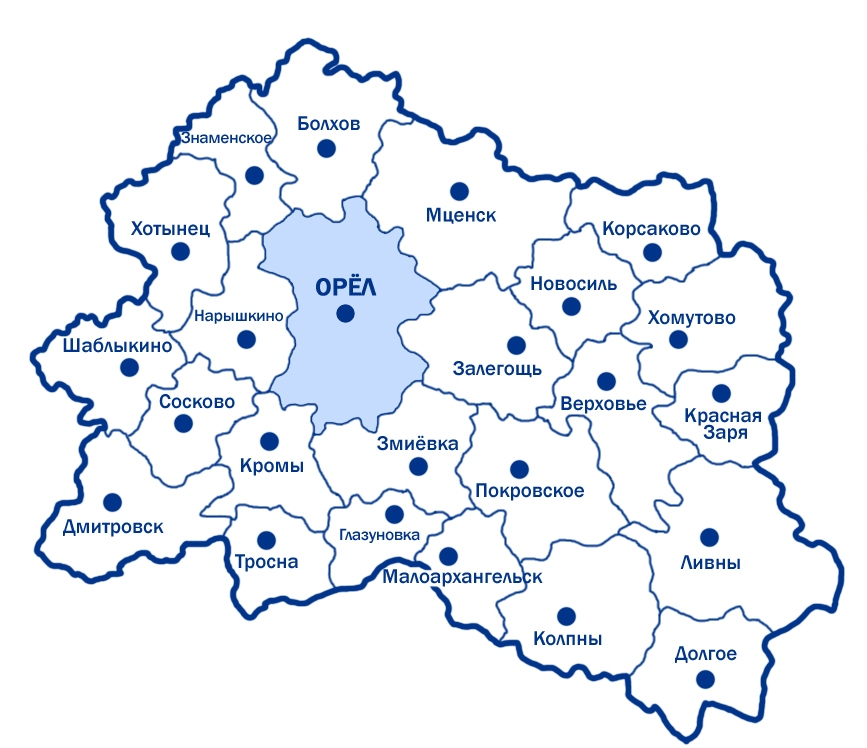 Болхов
Знаменское
Мценск
Хотынец
Корсаково
ОРЁЛ
Новосиль
Нарышкино
Хомутово
Шаблыкино
Залегощь
Сосково
Верховье
Красная
Заря
Змиёвка
Кромы
Покровское
Дмитровск
Глазуновка
Тросна
Ливны
Малоархангельск
Колпны
Долгое